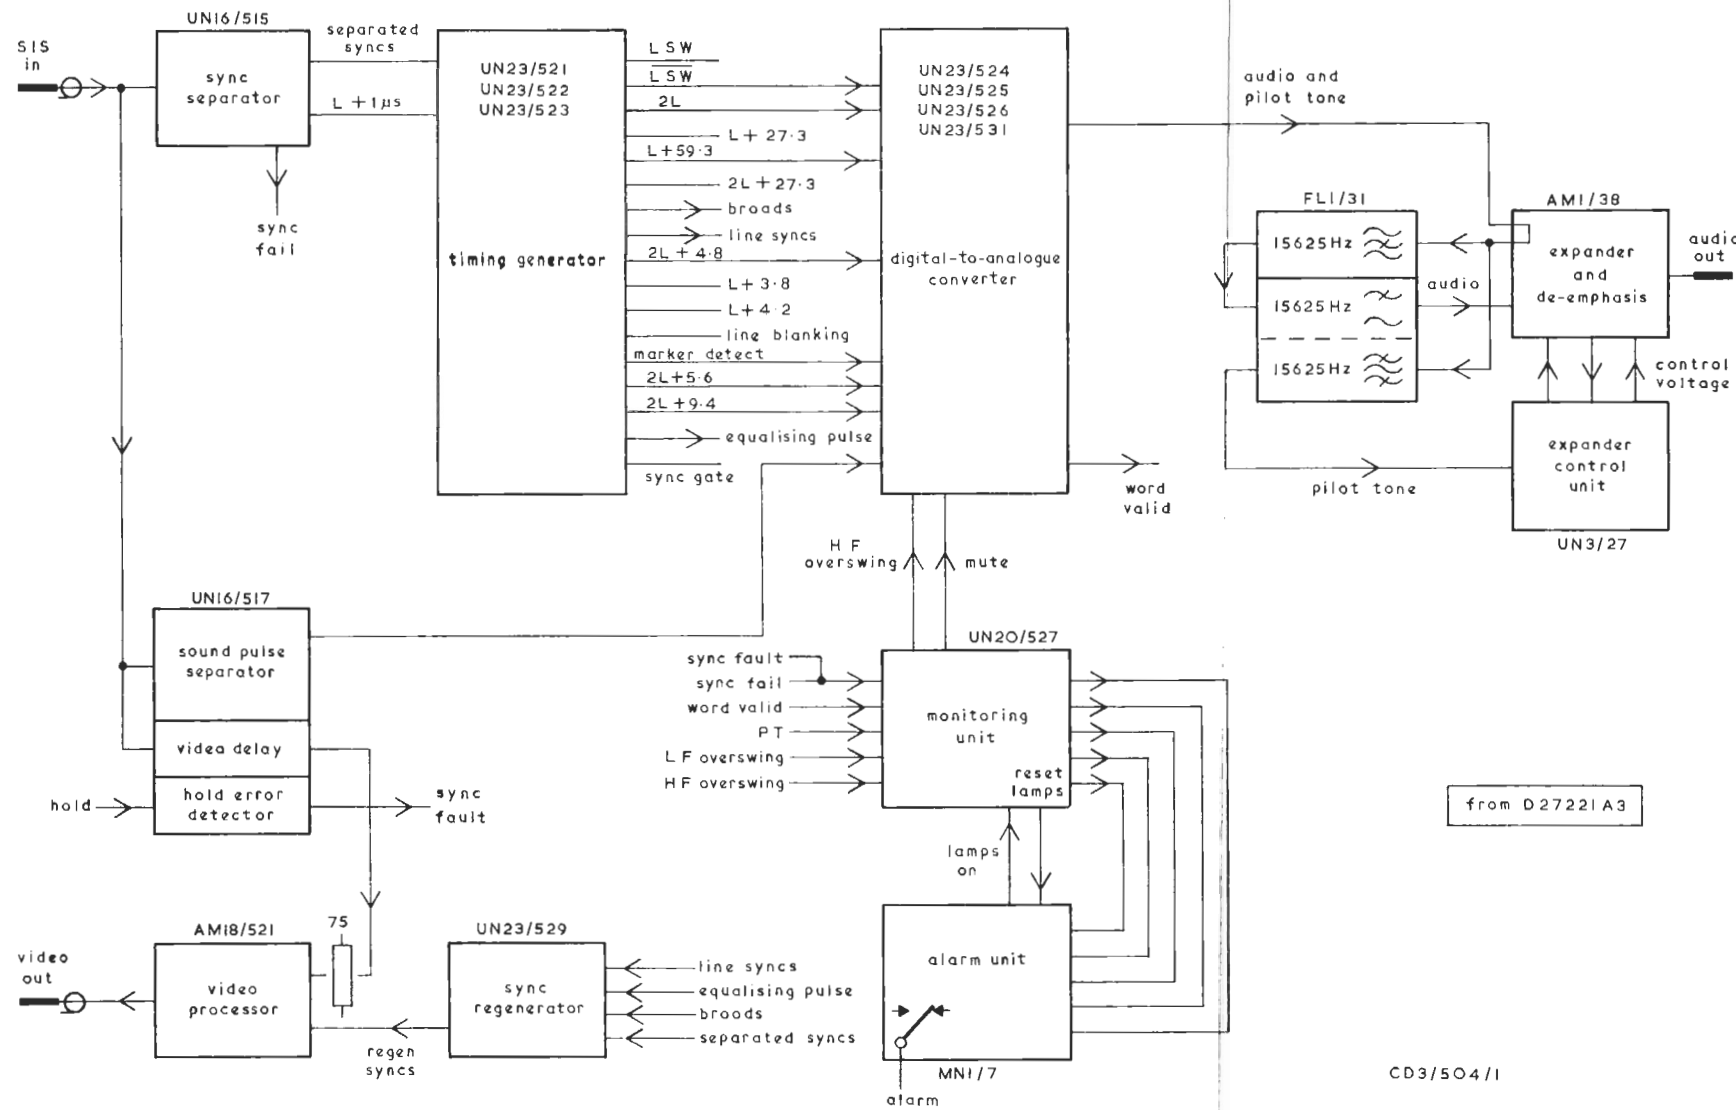 UN16/515
SIS
in
sync
separator
separated
syncs
L + 1µs
sync
fail
UN23/521
UN23/522
UN23/523
timing generator
LSW
LSW
2L
L+ 27·3
L+59·3
2L + 27·3
broads
line syncs
2L + 4·8
L+ 3·8
L+ 4·2
line blanking
marker detect
2L+5·6
2L+9·4
equalising pulse
sync gate
UN23/524
UN23/525
UN23/526
UN23/531
digital-to-analogue
converter
audio and
pilot tone
word
valid
FL1/31
15625Hz
15625Hz
15625Hz
audio
pilot tone
AM1/38
expander
and
de-emphasis
audio
out
control
voltage
expander
control
unit
UN3/27
HF
overswing
mute
UN16/517
sound pulse
separator
video delay
hold error
detector
hold
sync
fault
UN20/527
sync fault
sync fail
word valid
PT
LF overswing
HF overswing
monitoring
unit
reset
lamps
lamps
on
from D27221A3
AM18/521
75
video
out
video
processor
regen
syncs
UN23/529
sync
regenerator
line syncs
equalising pulse
broods
separated syncs
alarm unit
MN1/7
alarm
CD3/504/1